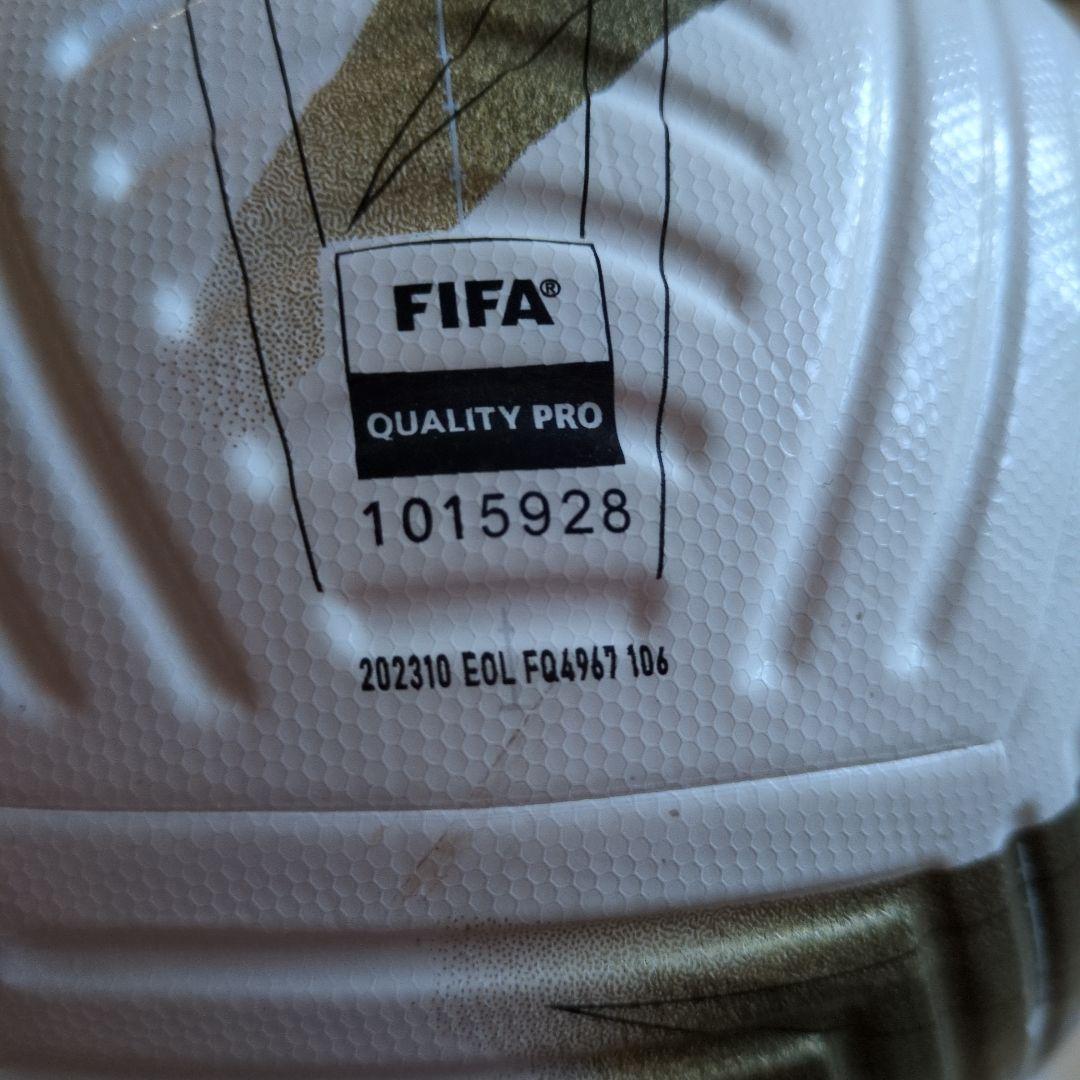 FIFA®
QUALITY PRO
1015928
202310 EOL FQ4967 106